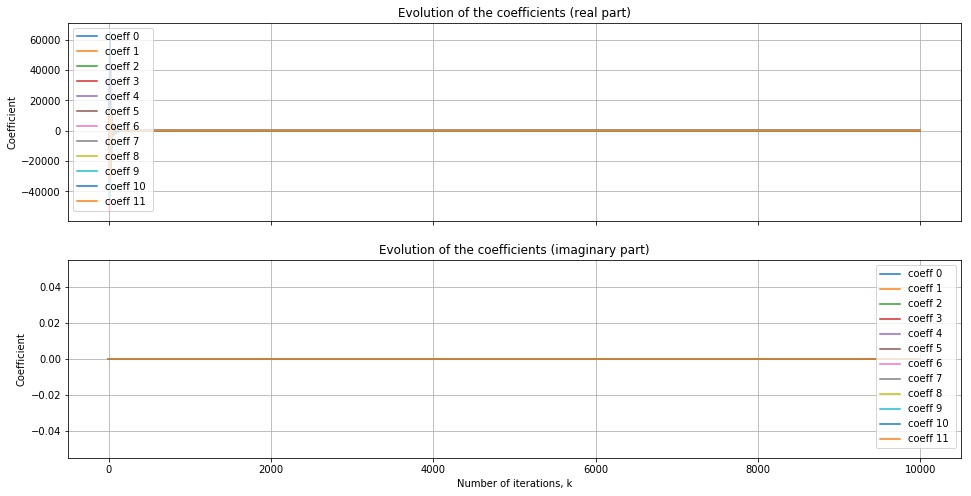 Evolution of the coefficients (real part)
60000
40000
20000
0
−20000
−40000
Coefficient
coeff 0
coeff 1
coeff 2
coeff 3
coeff 4
coeff 5
coeff 6
coeff 7
coeff 8
coeff 9
coeff 10
coeff 11
Evolution of the coefficients (imaginary part)
0.04
0.02
0.00
−0.02
−0.04
Coefficient
coeff 0
coeff 1
coeff 2
coeff 3
coeff 4
coeff 5
coeff 6
coeff 7
coeff 8
coeff 9
coeff 10
coeff 11
0 2000 4000 6000 8000 10000
Number of iterations, k